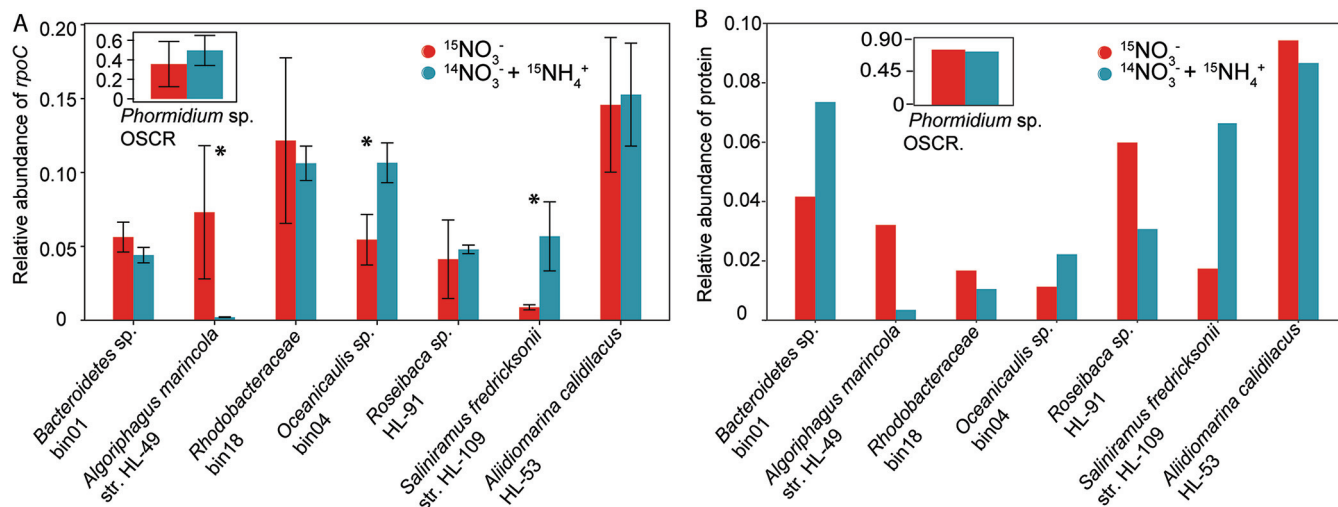 A
Relative abundance of rpoC
0.20
0.15
0.10
0.05
0
0.6
0.4
0.2
0
Phormidium sp.
OSCR
¹⁵NO₃⁻
¹⁴NO₃⁻ + ¹⁵NH₄⁺
*
*
*
Bacteroidetes sp.
bin01
Algoriphagus marincola
str. HL-49
Rhodobacteraceae
bin18
Oceanicaulis sp.
bin04
Roseibaca sp.
HL-91
Saliniramus fredricksonii
str. HL-109
Aliidiomarina calidilacus
HL-53
B
Relative abundance of protein
0.10
0.08
0.06
0.04
0.02
0.0
0.90
0.45
0
Phormidium sp.
OSCR.
¹⁵NO₃⁻
¹⁴NO₃⁻ + ¹⁵NH₄⁺
Bacteroidetes sp.
bin01
Algoriphagus marincola
str. HL-49
Rhodobacteraceae
bin18
Oceanicaulis sp.
bin04
Roseibaca sp.
HL-91
Saliniramus fredricksonii
str. HL-109
Aliidiomarina calidilacus
HL-53